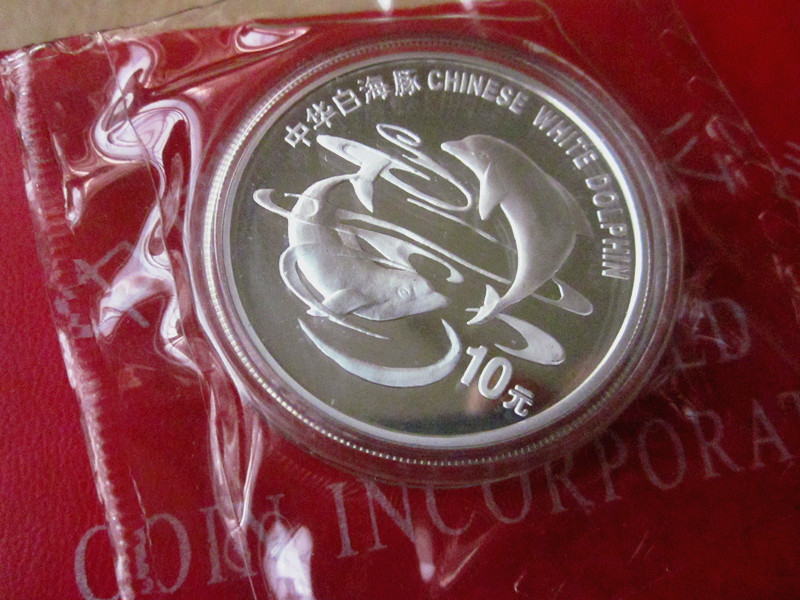 中华白海豚 CHINESE WHITE DOLPHIN
10元
COIN INCORPORAT